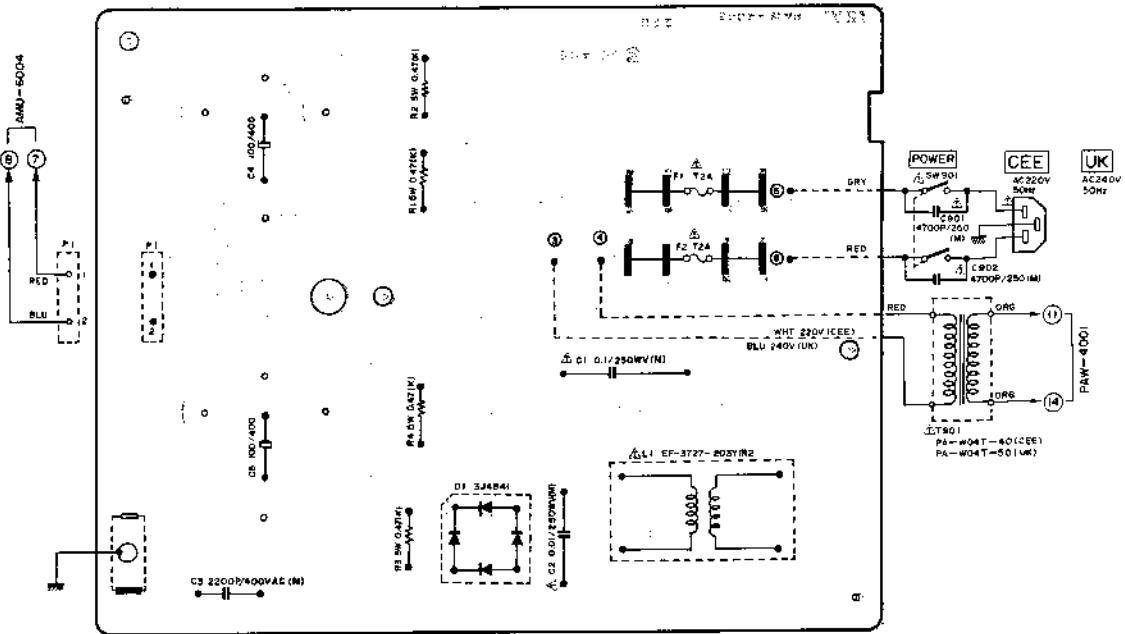 AMU-6004
8
7
P1
RED
1
BLU
2
P1
1
2
C4 100/400
R2 5W 0.47(K)
R1 5W 0.47(K)
F1 T2A
5
GRY
F2 T2A
6
RED
3
4
POWER
SW901
C901
4700P/250
(M)
C902
4700P/250(M)
CEE
AC220V
50Hz
UK
AC240V
50Hz
RED
WHT 220V(CEE)
BLU 240V(UK)
ORG
11
ORG
14
PAW-4001
T901
PA-W04T-40(CEE)
PA-W04T-50(UK)
C1 0.1/250WV(M)
R4 5W 0.47(K)
C5 100/400
L1 EF-3727-203Y1R2
D1 3J4B41
R3 5W 0.47(K)
C2 0.01/250WV(M)
C3 2200P/400VAC(M)